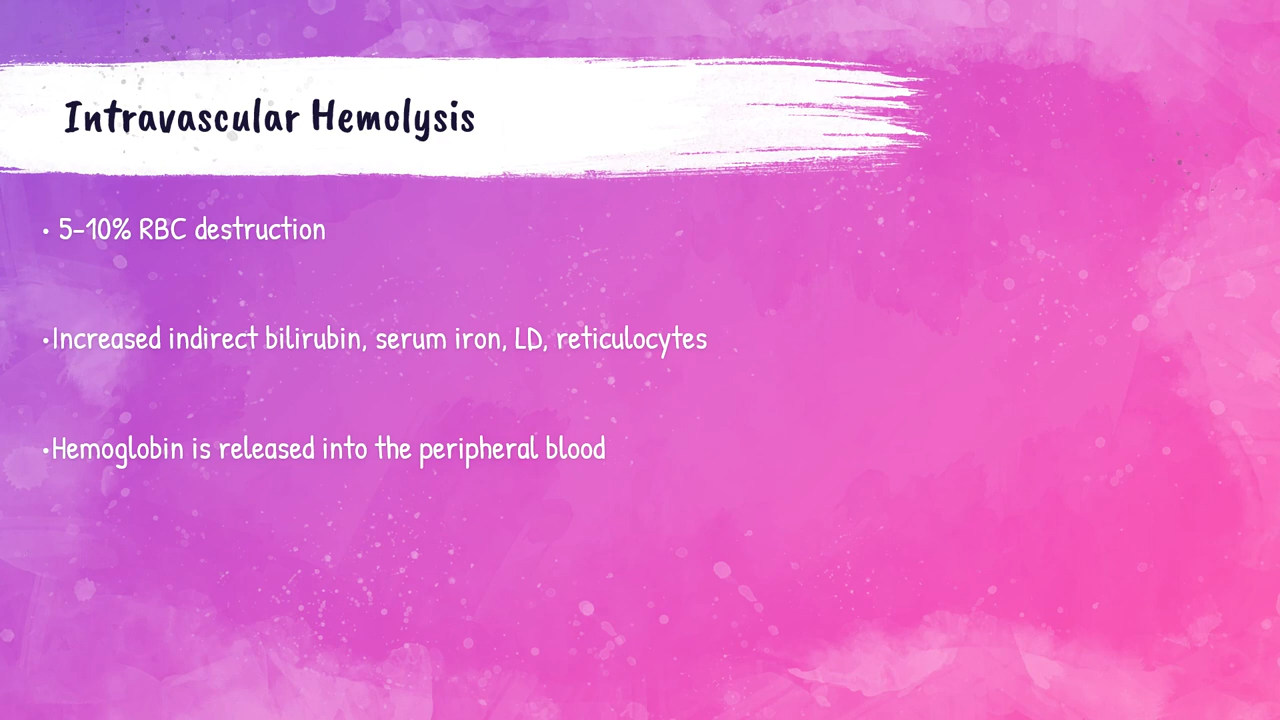 Intravascular Hemolysis
• 5-10% RBC destruction
•Increased indirect bilirubin, serum iron, LD, reticulocytes
•Hemoglobin is released into the peripheral blood